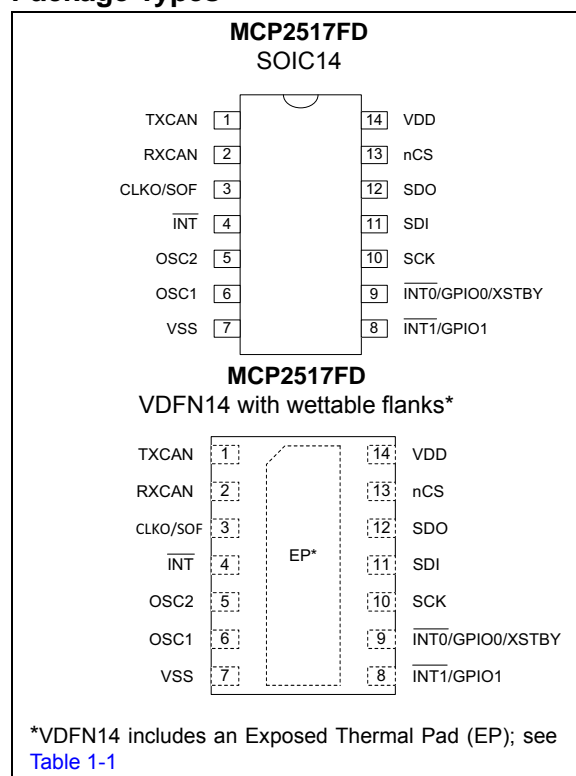 MCP2517FD
SOIC14
TXCAN 1 14 VDD
RXCAN 2 13 nCS
CLKO/SOF 3 12 SDO
INT 4 11 SDI
OSC2 5 10 SCK
OSC1 6 9 INT0/GPIO0/XSTBY
VSS 7 8 INT1/GPIO1
MCP2517FD
VDFN14 with wettable flanks*
TXCAN 1 14 VDD
RXCAN 2 13 nCS
CLKO/SOF 3 12 SDO
INT 4 EP* 11 SDI
OSC2 5 10 SCK
OSC1 6 9 INT0/GPIO0/XSTBY
VSS 7 8 INT1/GPIO1
*VDFN14 includes an Exposed Thermal Pad (EP); see
Table 1-1